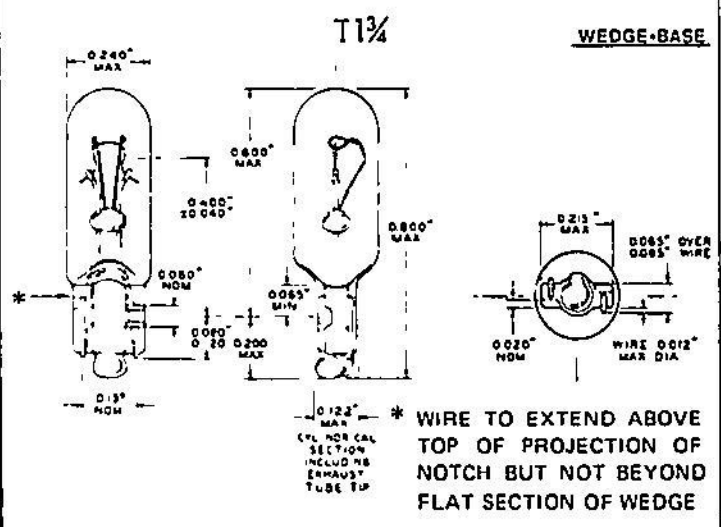 T1¾
WEDGE-BASE
0.240"
MAX
0.600"
MAX
0.400"
±0.040"
0.800"
MAX
0.215"
MAX
0.065" OVER
0.085" WIRE
0.060"
NOM
*
0.065"
MIN
0.200
MAX
0.020"
NOM
WIRE 0.012"
MAX DIA
NOM
0.122"
MAX
CYLINDRICAL
SECTION
INCLUDING
EXHAUST
TUBE TIP
* WIRE TO EXTEND ABOVE
TOP OF PROJECTION OF
NOTCH BUT NOT BEYOND
FLAT SECTION OF WEDGE